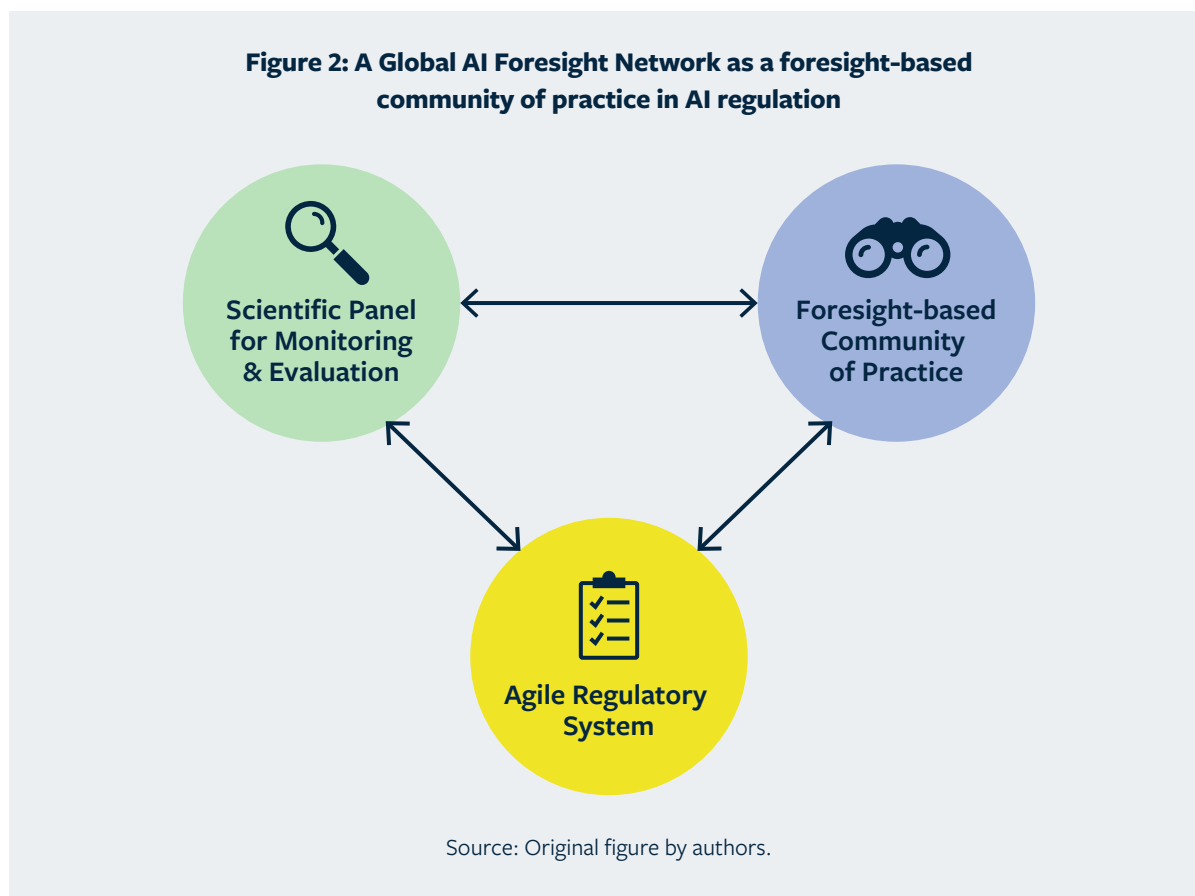 Figure 2: A Global AI Foresight Network as a foresight-based
community of practice in AI regulation
Scientific Panel
for Monitoring
& Evaluation
Foresight-based
Community
of Practice
Agile Regulatory
System
Source: Original figure by authors.